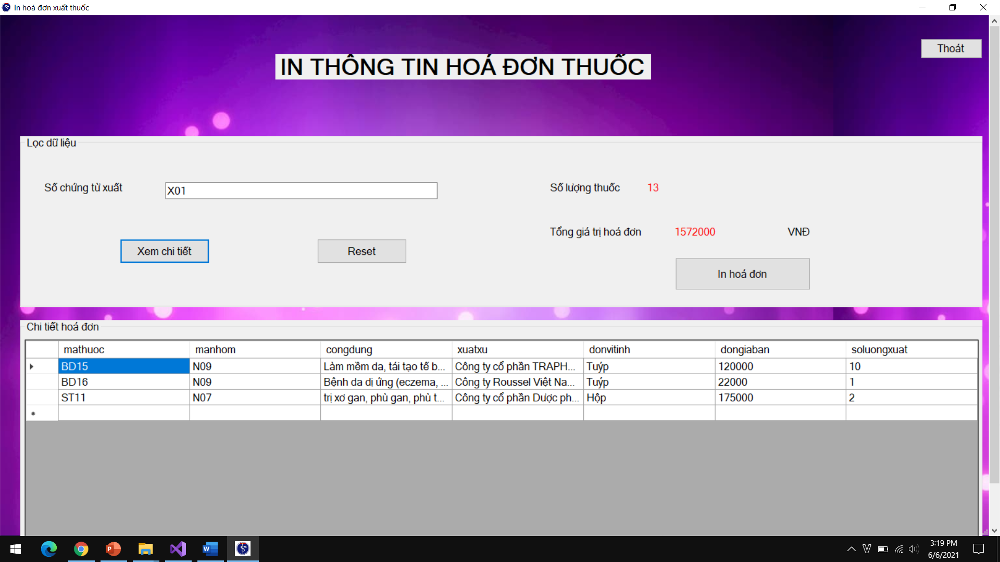 In hoá đơn xuất thuốc
Thoát
IN THÔNG TIN HOÁ ĐƠN THUỐC
Lọc dữ liệu
Số chứng từ xuất
X01
Số lượng thuốc 13
Tổng giá trị hoá đơn 1572000 VNĐ
Xem chi tiết
Reset
In hoá đơn
Chi tiết hoá đơn
mathuoc manhom congdung xuatxu donvitinh dongiaban soluongxuat
BD15 N09 Làm mềm da, tái tạo tế b... Công ty cổ phần TRAPH... Tuýp 120000 10
BD16 N09 Bệnh da dị ứng (eczema, ... Công ty Roussel Việt Na... Tuýp 22000 1
ST11 N07 trị xơ gan, phù gan, phù t... Công ty cổ phần Dược ph... Hộp 175000 2
3:19 PM
6/6/2021